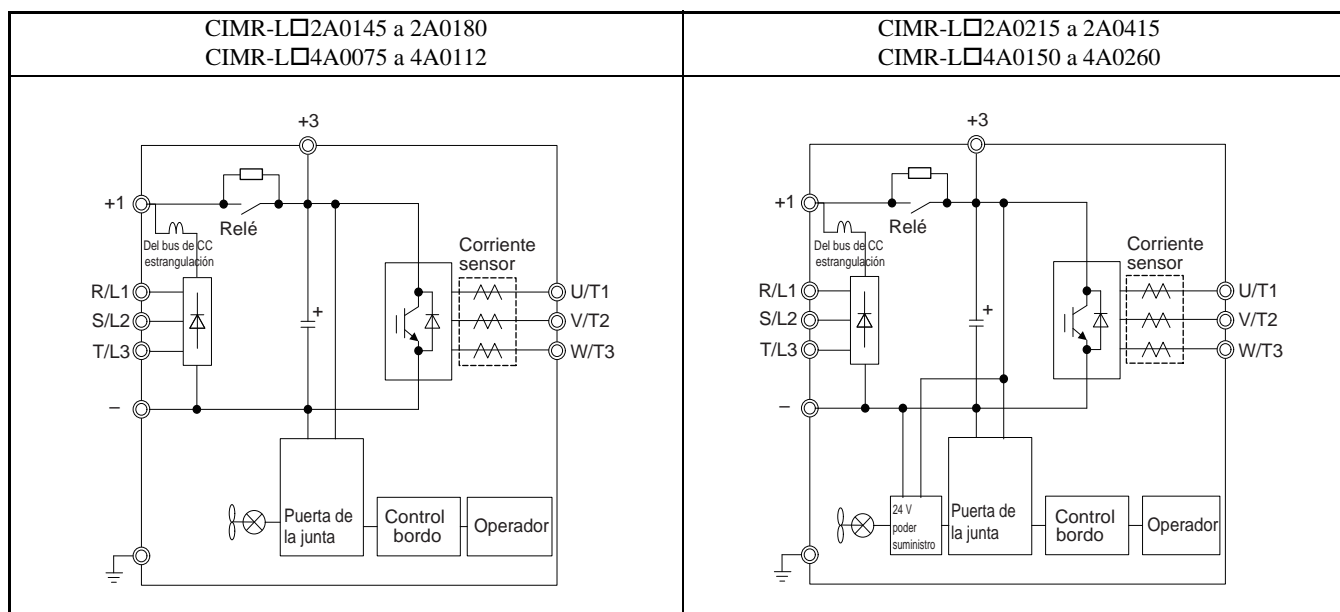 CIMR-L□2A0145 a 2A0180
CIMR-L□4A0075 a 4A0112
CIMR-L□2A0215 a 2A0415
CIMR-L□4A0150 a 4A0260
+3
+1
Relé
Del bus de CC
estrangulación
Corriente
sensor
R/L1
S/L2
T/L3
U/T1
V/T2
W/T3
+
–
Puerta de
la junta
Control
bordo
Operador
+3
+1
Relé
Del bus de CC
estrangulación
Corriente
sensor
R/L1
S/L2
T/L3
U/T1
V/T2
W/T3
+
–
24 V
poder
suministro
Puerta de
la junta
Control
bordo
Operador